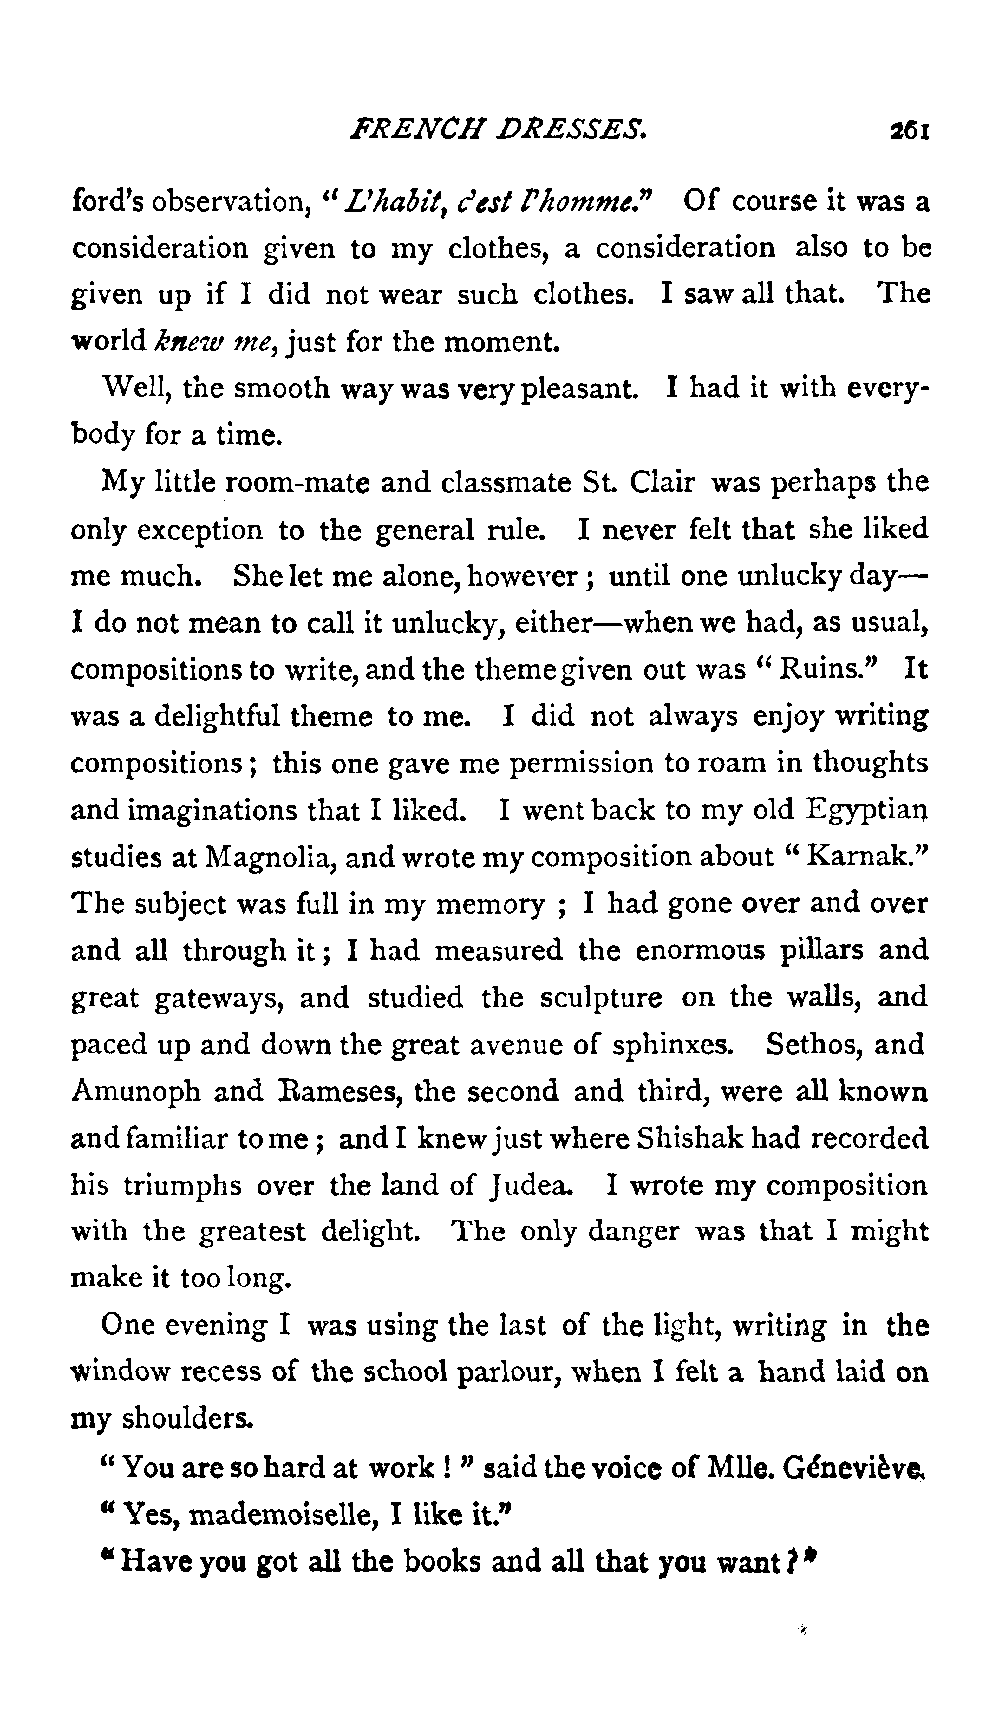 FRENCH DRESSES. 261
ford's observation, “ L'habit, c'est l'homme.” Of course it was a
consideration given to my clothes, a consideration also to be
given up if I did not wear such clothes. I saw all that. The
world knew me, just for the moment.
Well, the smooth way was very pleasant. I had it with every-
body for a time.
My little room-mate and classmate St. Clair was perhaps the
only exception to the general rule. I never felt that she liked
me much. She let me alone, however ; until one unlucky day—
I do not mean to call it unlucky, either—when we had, as usual,
compositions to write, and the theme given out was “ Ruins.” It
was a delightful theme to me. I did not always enjoy writing
compositions ; this one gave me permission to roam in thoughts
and imaginations that I liked. I went back to my old Egyptian
studies at Magnolia, and wrote my composition about “ Karnak.”
The subject was full in my memory ; I had gone over and over
and all through it ; I had measured the enormous pillars and
great gateways, and studied the sculpture on the walls, and
paced up and down the great avenue of sphinxes. Sethos, and
Amunoph and Rameses, the second and third, were all known
and familiar to me ; and I knew just where Shishak had recorded
his triumphs over the land of Judea. I wrote my composition
with the greatest delight. The only danger was that I might
make it too long.
One evening I was using the last of the light, writing in the
window recess of the school parlour, when I felt a hand laid on
my shoulders.
“ You are so hard at work ! ” said the voice of Mlle. Géneviève.
“ Yes, mademoiselle, I like it.”
“ Have you got all the books and all that you want ? ”